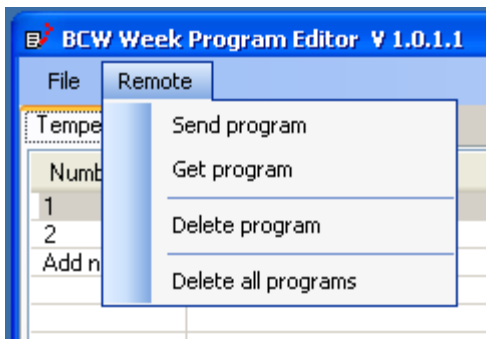 BCW Week Program Editor V 1.0.1.1
File Remote
Tempe
Send program
Numb
Get program
1
2
Delete program
Add n
Delete all programs